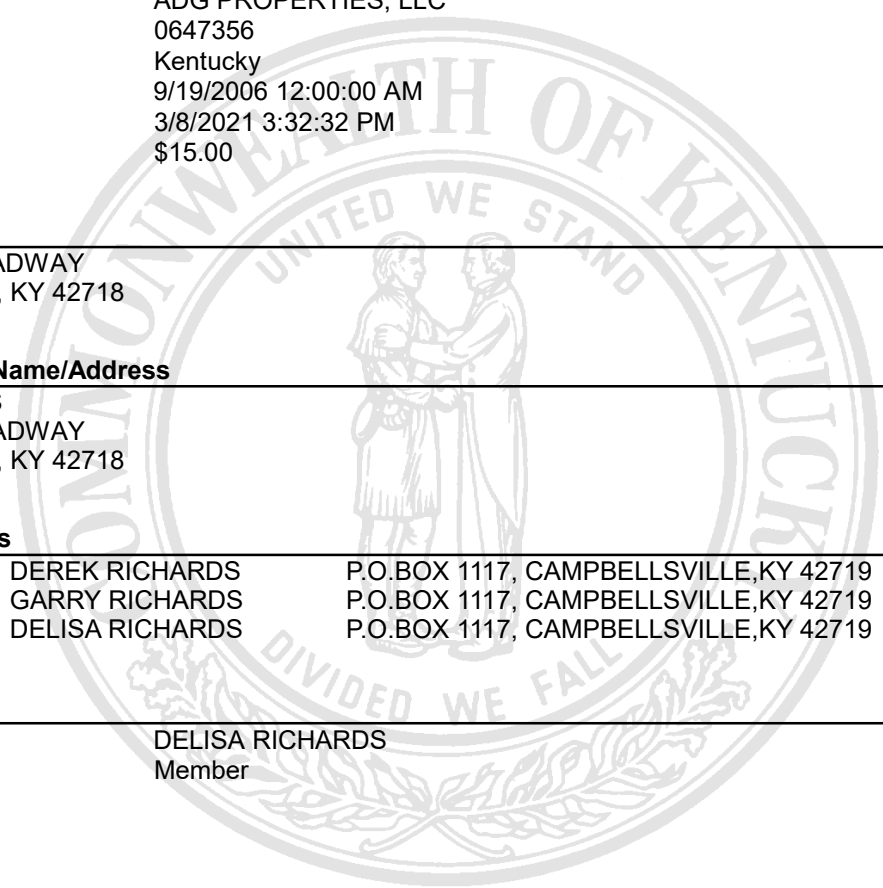 ADG PROPERTIES, LLC
0647356
Kentucky
9/19/2006 12:00:00 AM
3/8/2021 3:32:32 PM
$15.00
ADWAY
, KY 42718
Name/Address
S
ADWAY
, KY 42718
s
DEREK RICHARDS P.O.BOX 1117, CAMPBELLSVILLE,KY 42719
GARRY RICHARDS P.O.BOX 1117, CAMPBELLSVILLE,KY 42719
DELISA RICHARDS P.O.BOX 1117, CAMPBELLSVILLE,KY 42719
DELISA RICHARDS
Member
COMMONWEALTH OF KENTUCKY
UNITED WE STAND
DIVIDED WE FALL